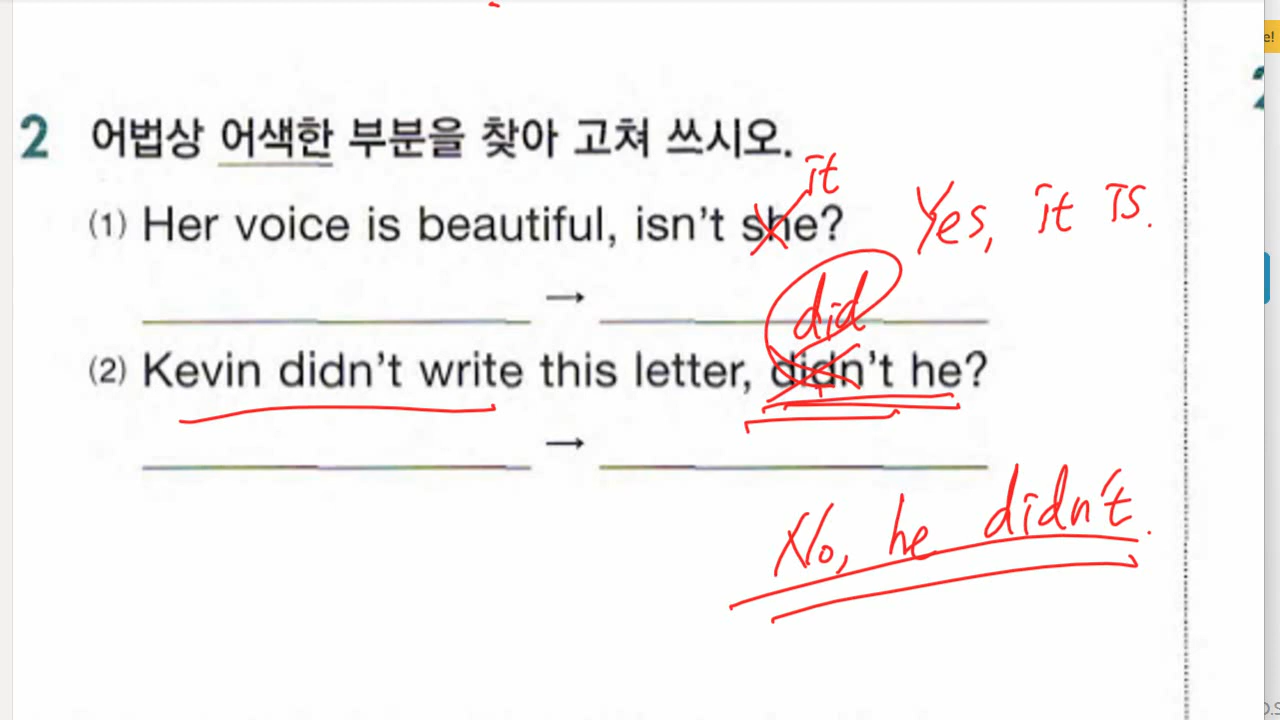 2 어법상 어색한 부분을 찾아 고쳐 쓰시오.
it
(1) Her voice is beautiful, isn't she? Yes, it is.
→
did
(2) Kevin didn't write this letter, didn't he?
→
No, he didn't.